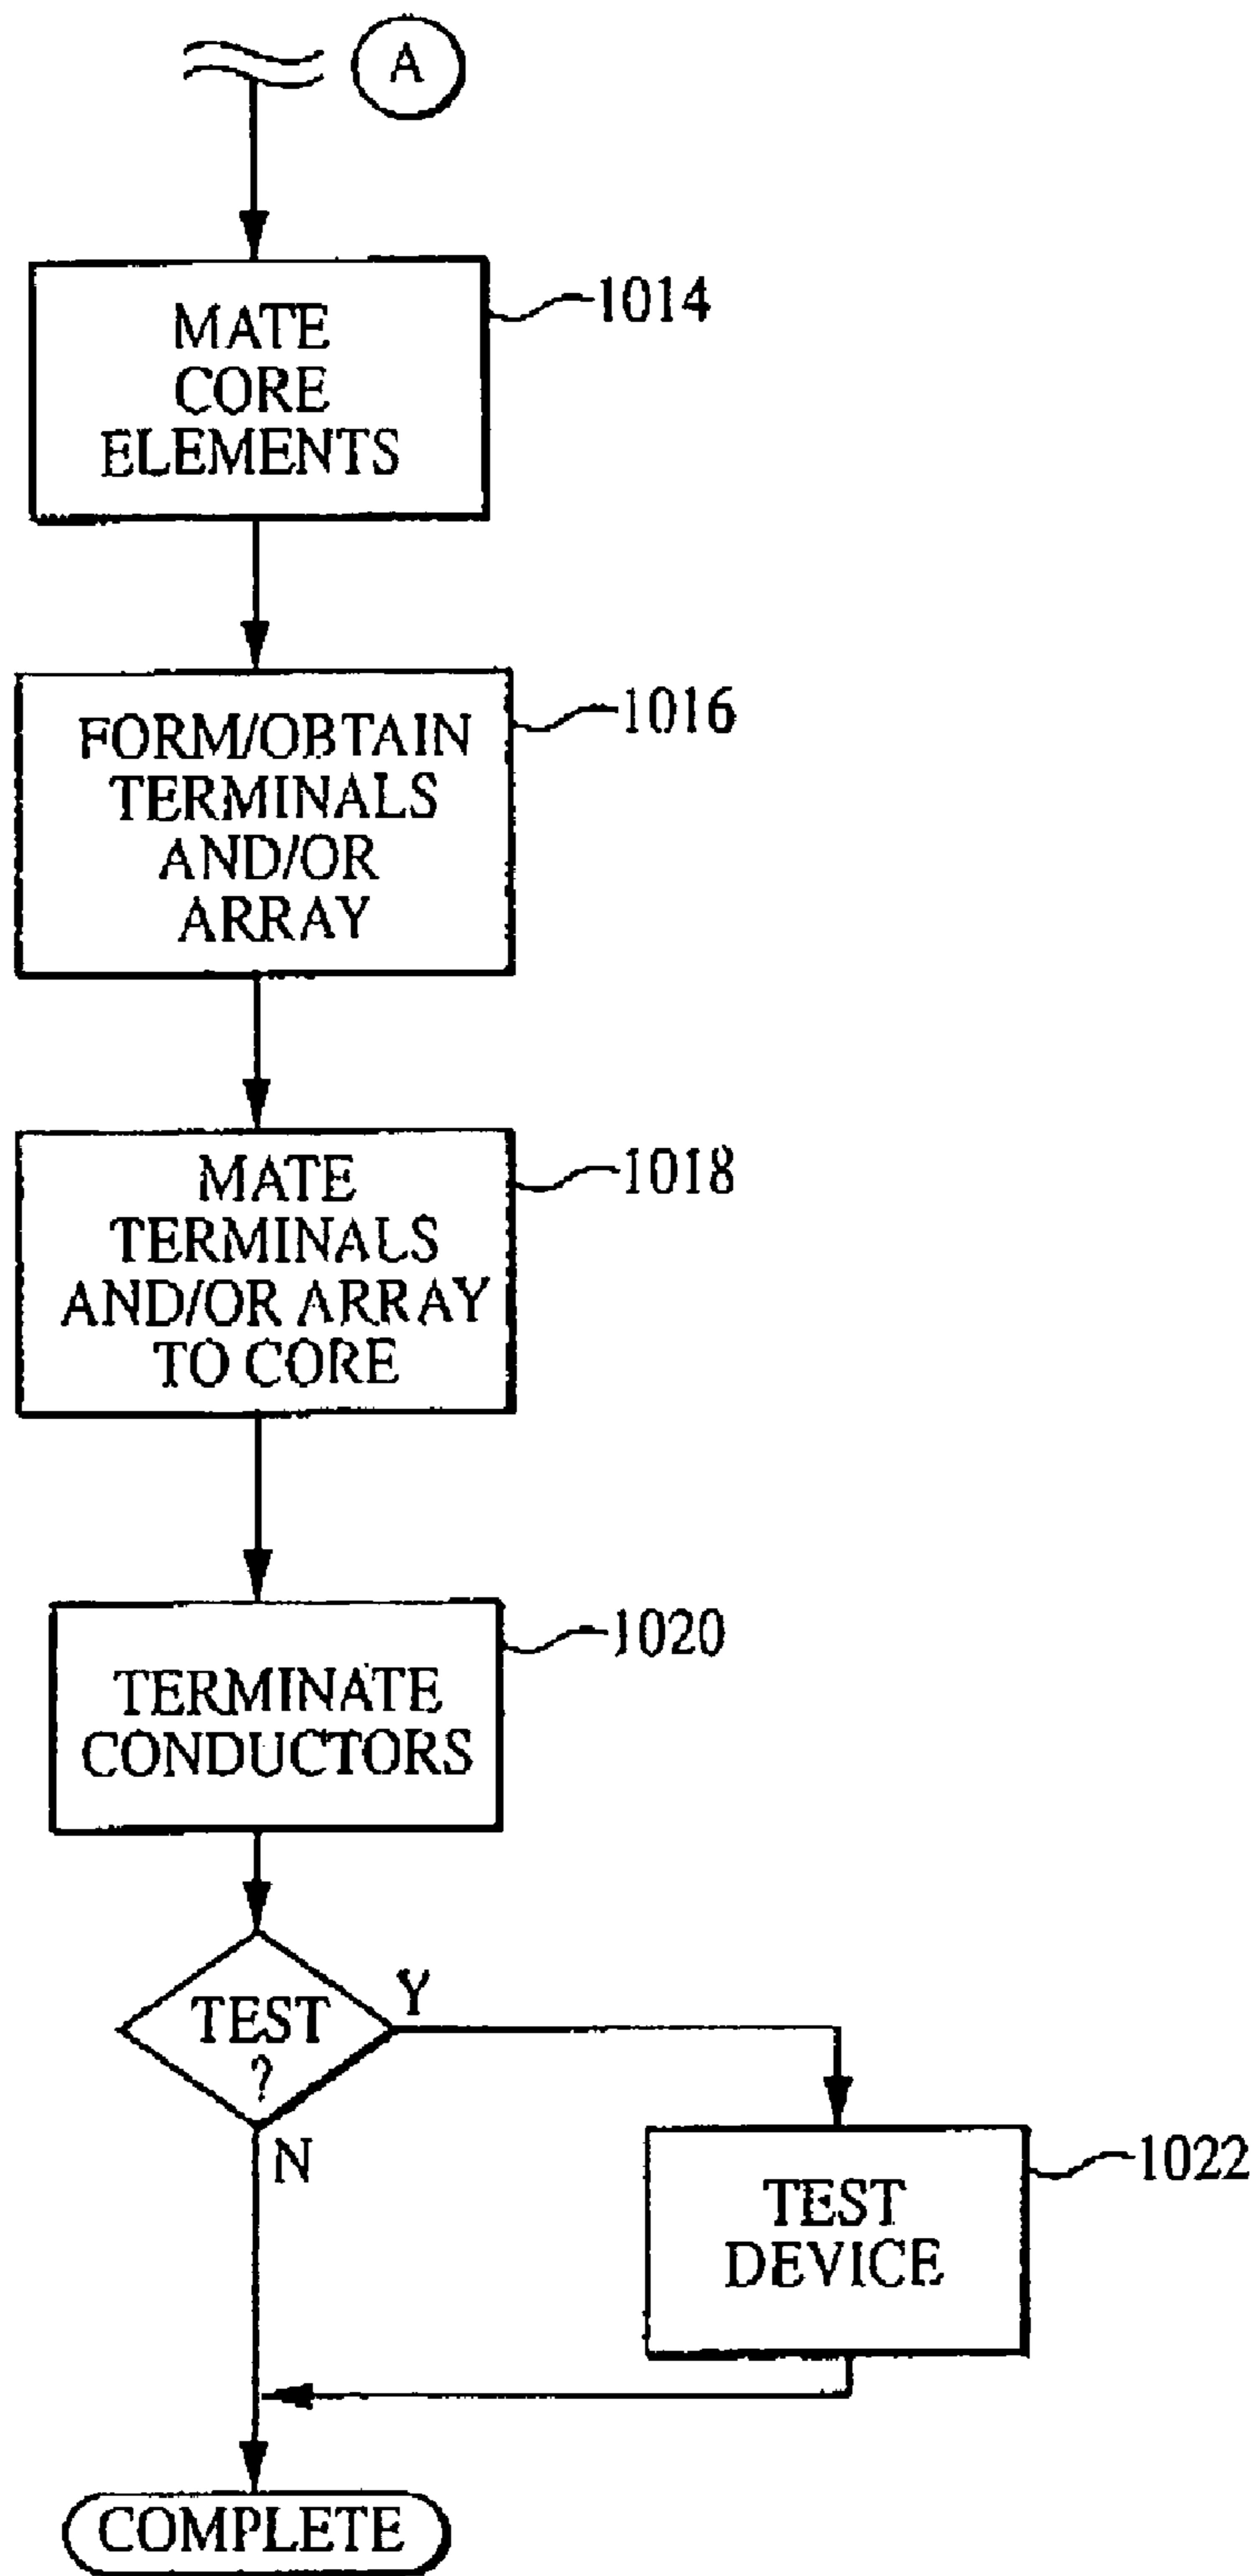 A
MATE
CORE
ELEMENTS
1014
FORM/OBTAIN
TERMINALS
AND/OR
ARRAY
1016
MATE
TERMINALS
AND/OR ARRAY
TO CORE
1018
TERMINATE
CONDUCTORS
1020
TEST
?
Y
N
TEST
DEVICE
1022
COMPLETE